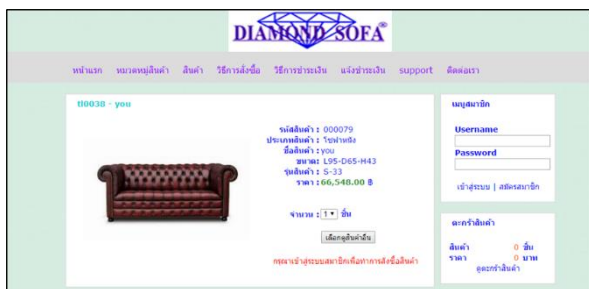 DIAMOND SOFA®
หน้าแรก หมวดหมู่สินค้า สินค้า วิธีการสั่งซื้อ วิธีการชำระเงิน แจ้งชำระเงิน support ติดต่อเรา
tl0038 - you
รหัสสินค้า : 000079
ประเภทสินค้า : โซฟาหนัง
ชื่อสินค้า : you
ขนาด: L95-D65-H43
รุ่นสินค้า : S-33
ราคา : 66,548.00 ฿
จำนวน : 1 ชิ้น
เลือกดูสินค้าอื่น
กรุณาเข้าสู่ระบบสมาชิกเพื่อทำการสั่งซื้อสินค้า
เมนูสมาชิก
Username
Password
เข้าสู่ระบบ | สมัครสมาชิก
ตะกร้าสินค้า
สินค้า 0 ชิ้น
ราคา 0 บาท
ดูตะกร้าสินค้า